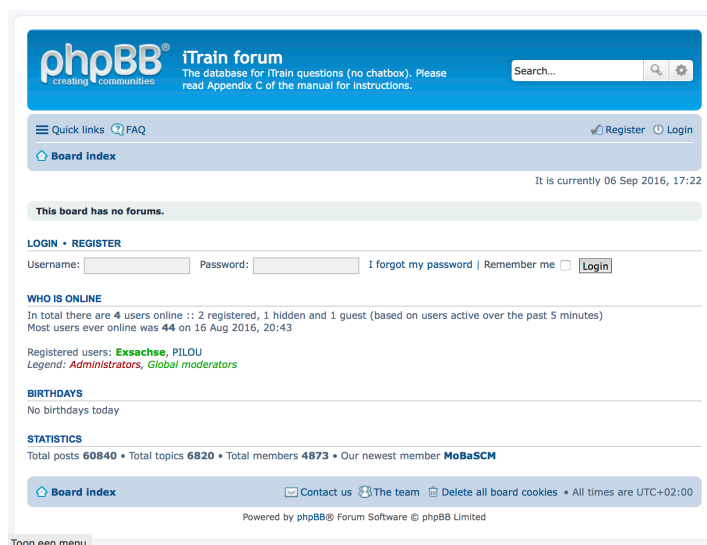 phpBB®
creating communities
iTrain forum
The database for iTrain questions (no chatbox). Please
read Appendix C of the manual for instructions.
Search...
Quick links FAQ
Register Login
Board index
It is currently 06 Sep 2016, 17:22
This board has no forums.
LOGIN • REGISTER
Username: Password: I forgot my password | Remember me Login
WHO IS ONLINE
In total there are 4 users online :: 2 registered, 1 hidden and 1 guest (based on users active over the past 5 minutes)
Most users ever online was 44 on 16 Aug 2016, 20:43
Registered users: Exsachse, PILOU
Legend: Administrators, Global moderators
BIRTHDAYS
No birthdays today
STATISTICS
Total posts 60840 • Total topics 6820 • Total members 4873 • Our newest member MoBaSCM
Board index Contact us The team Delete all board cookies • All times are UTC+02:00
Powered by phpBB® Forum Software © phpBB Limited
Toon een menu